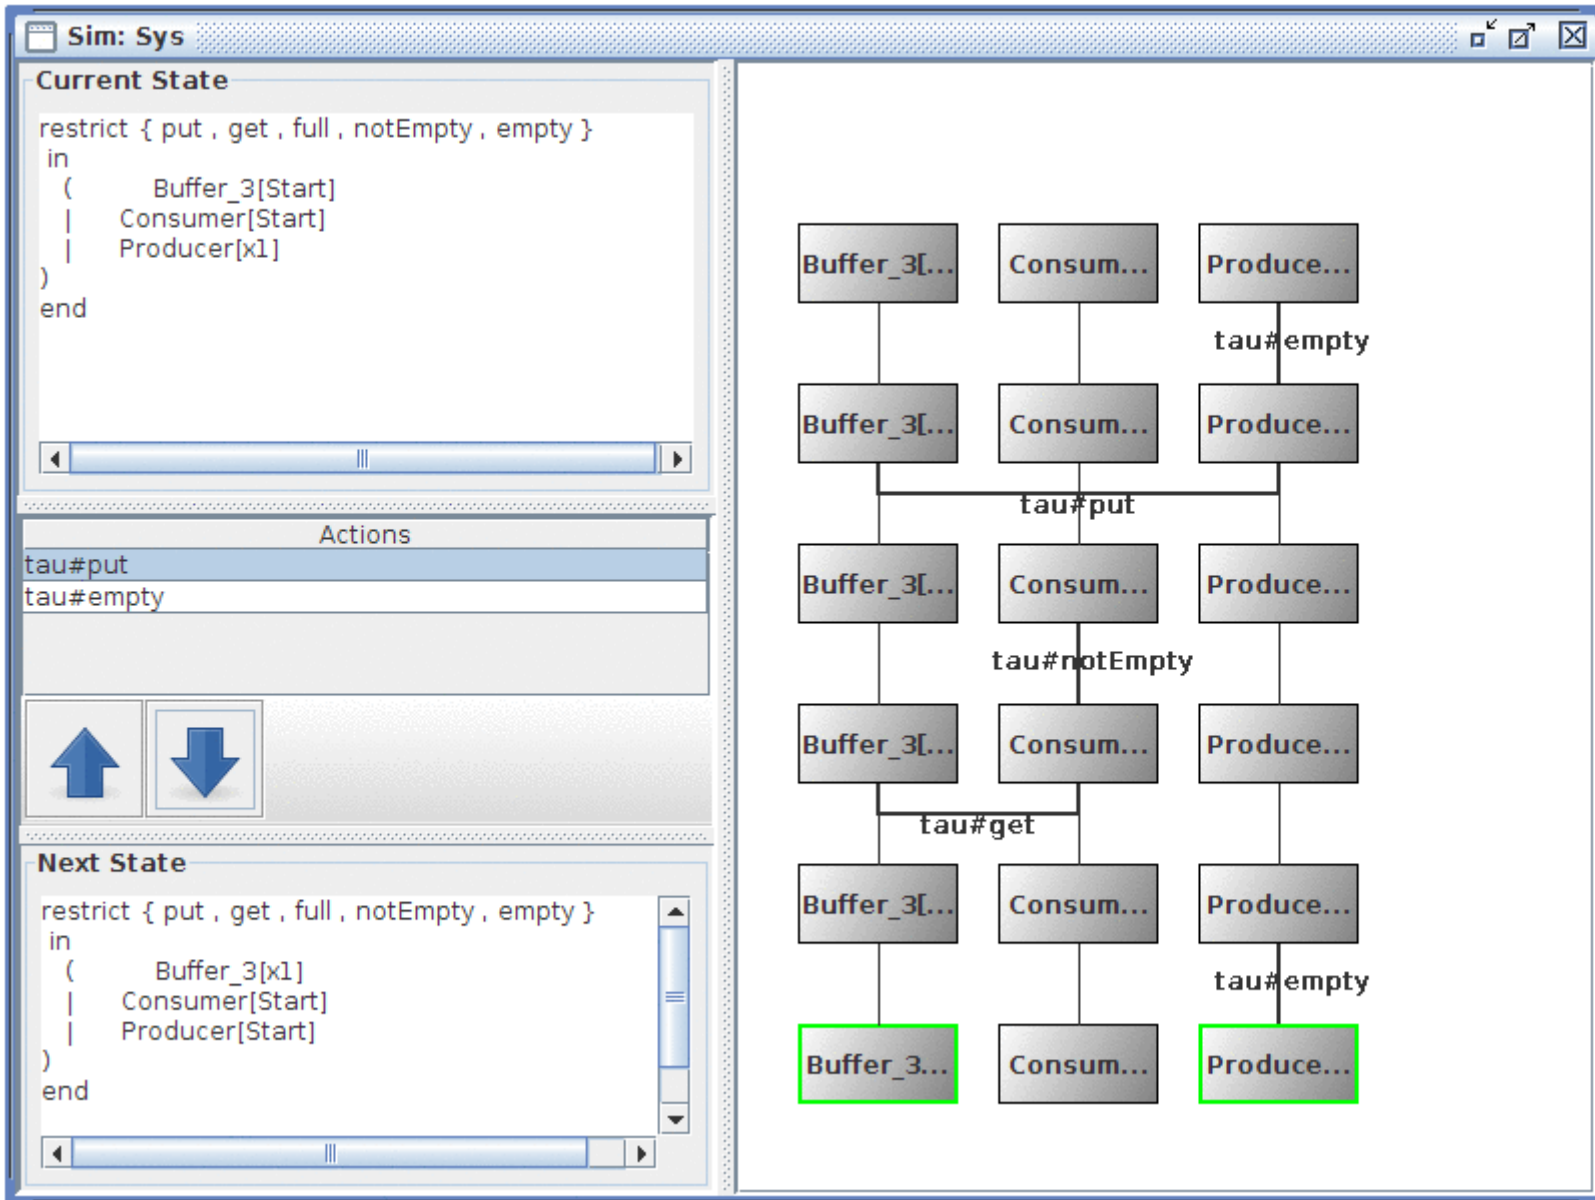 Sim: Sys
Current State
restrict { put , get , full , notEmpty , empty }
in
( Buffer_3[Start]
| Consumer[Start]
| Producer[x1]
)
end
Actions
tau#put
tau#empty
Next State
restrict { put , get , full , notEmpty , empty }
in
( Buffer_3[x1]
| Consumer[Start]
| Producer[Start]
)
end
Buffer_3[... Consum... Produce...
tau#empty
Buffer_3[... Consum... Produce...
tau#put
Buffer_3[... Consum... Produce...
tau#notEmpty
Buffer_3[... Consum... Produce...
tau#get
Buffer_3[... Consum... Produce...
tau#empty
Buffer_3... Consum... Produce...